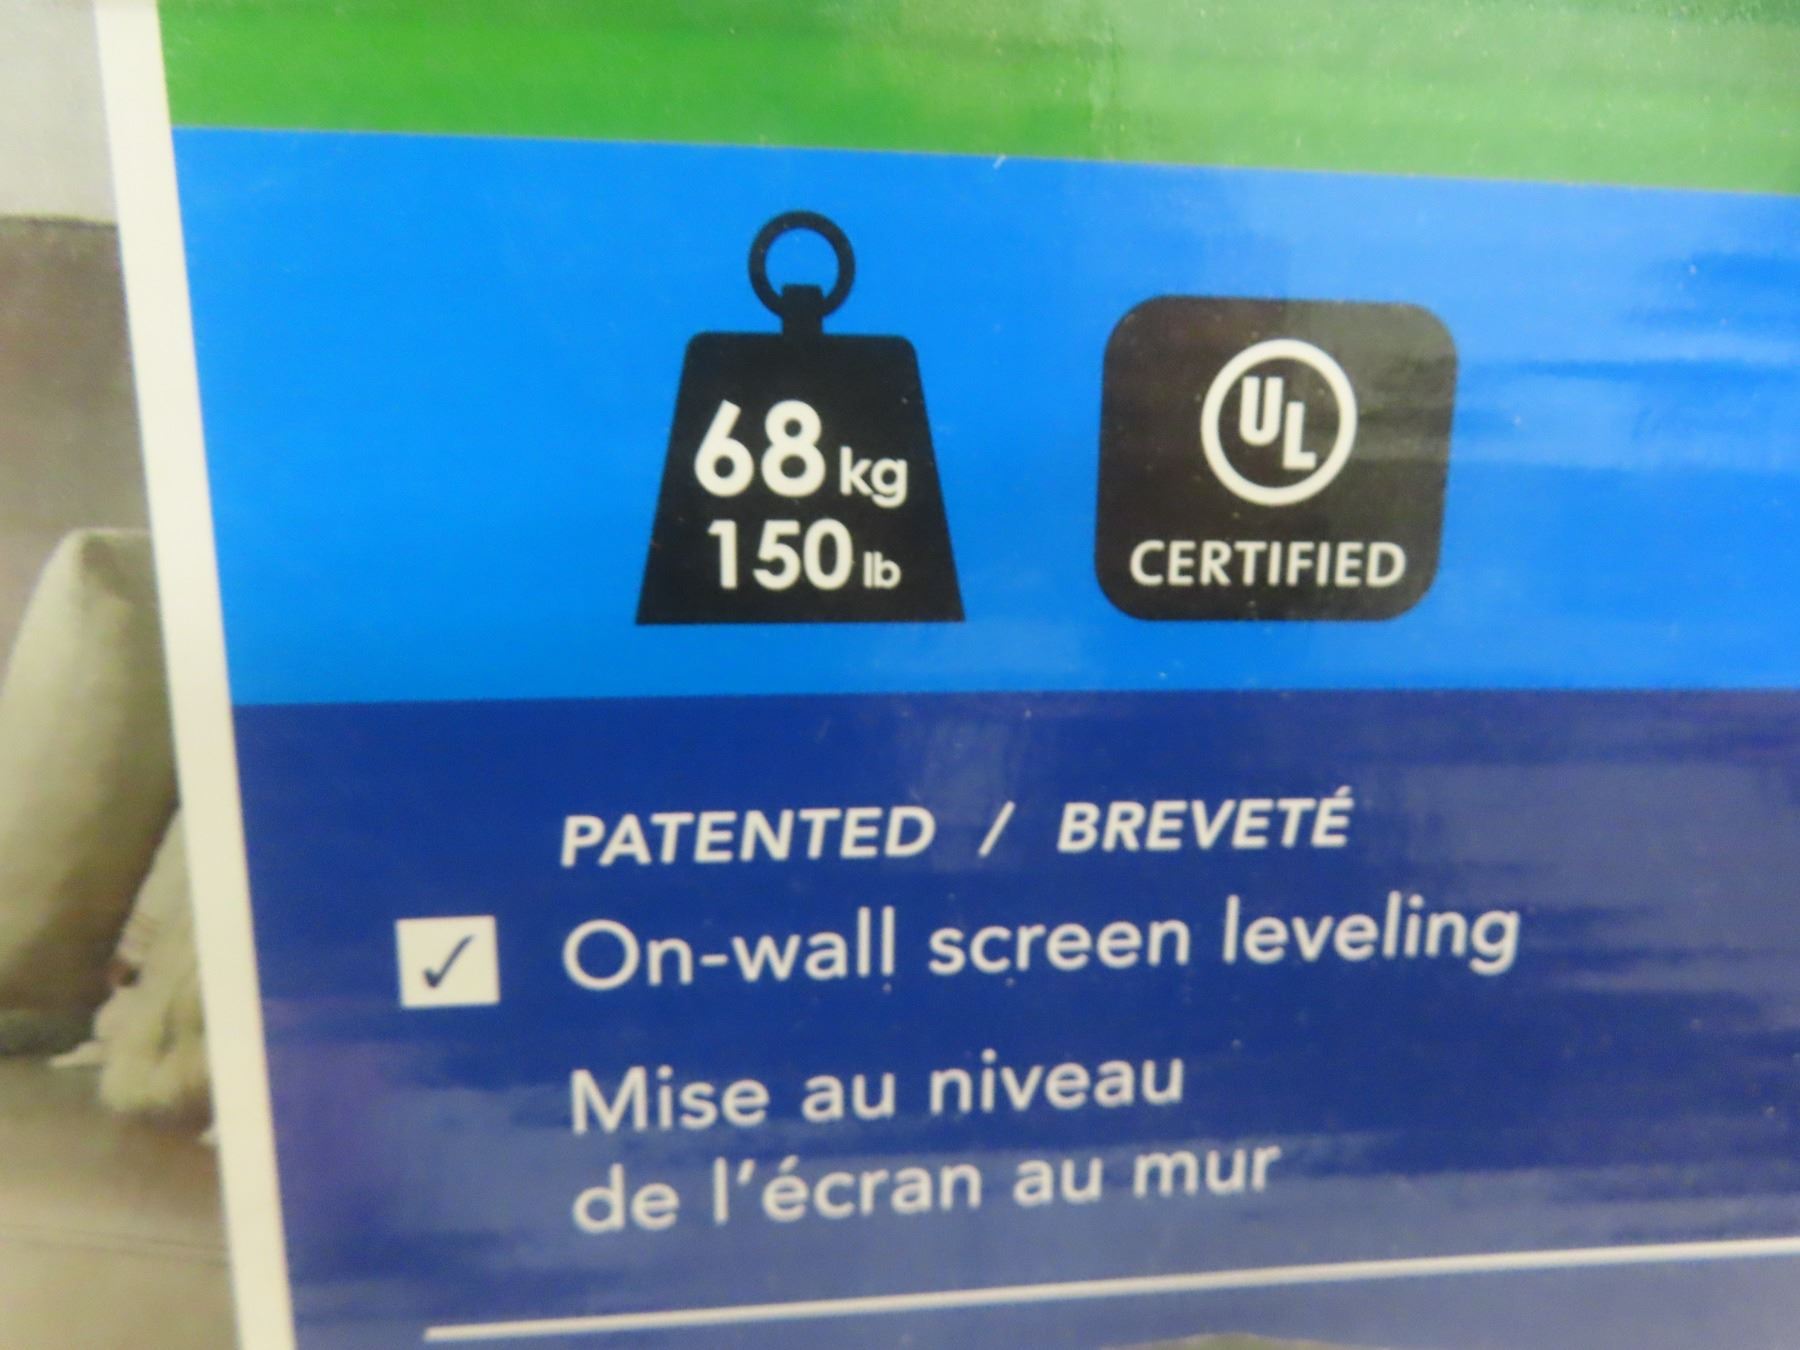 68 kg
150 lb
UL
CERTIFIED
PATENTED / BREVETÉ
✓ On-wall screen leveling
Mise au niveau
de l'écran au mur